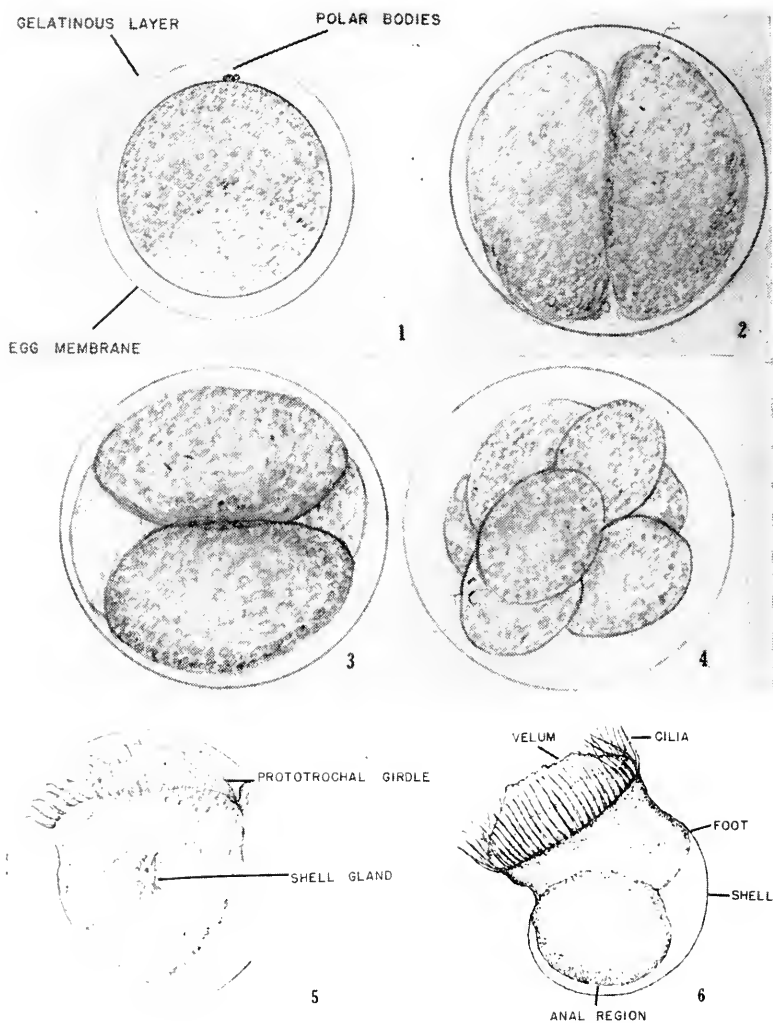 POLAR BODIES
GELATINOUS LAYER
EGG MEMBRANE
1
2
3
4
PROTOTROCHAL GIRDLE
SHELL GLAND
5
VELUM
CILIA
FOOT
SHELL
ANAL REGION
6